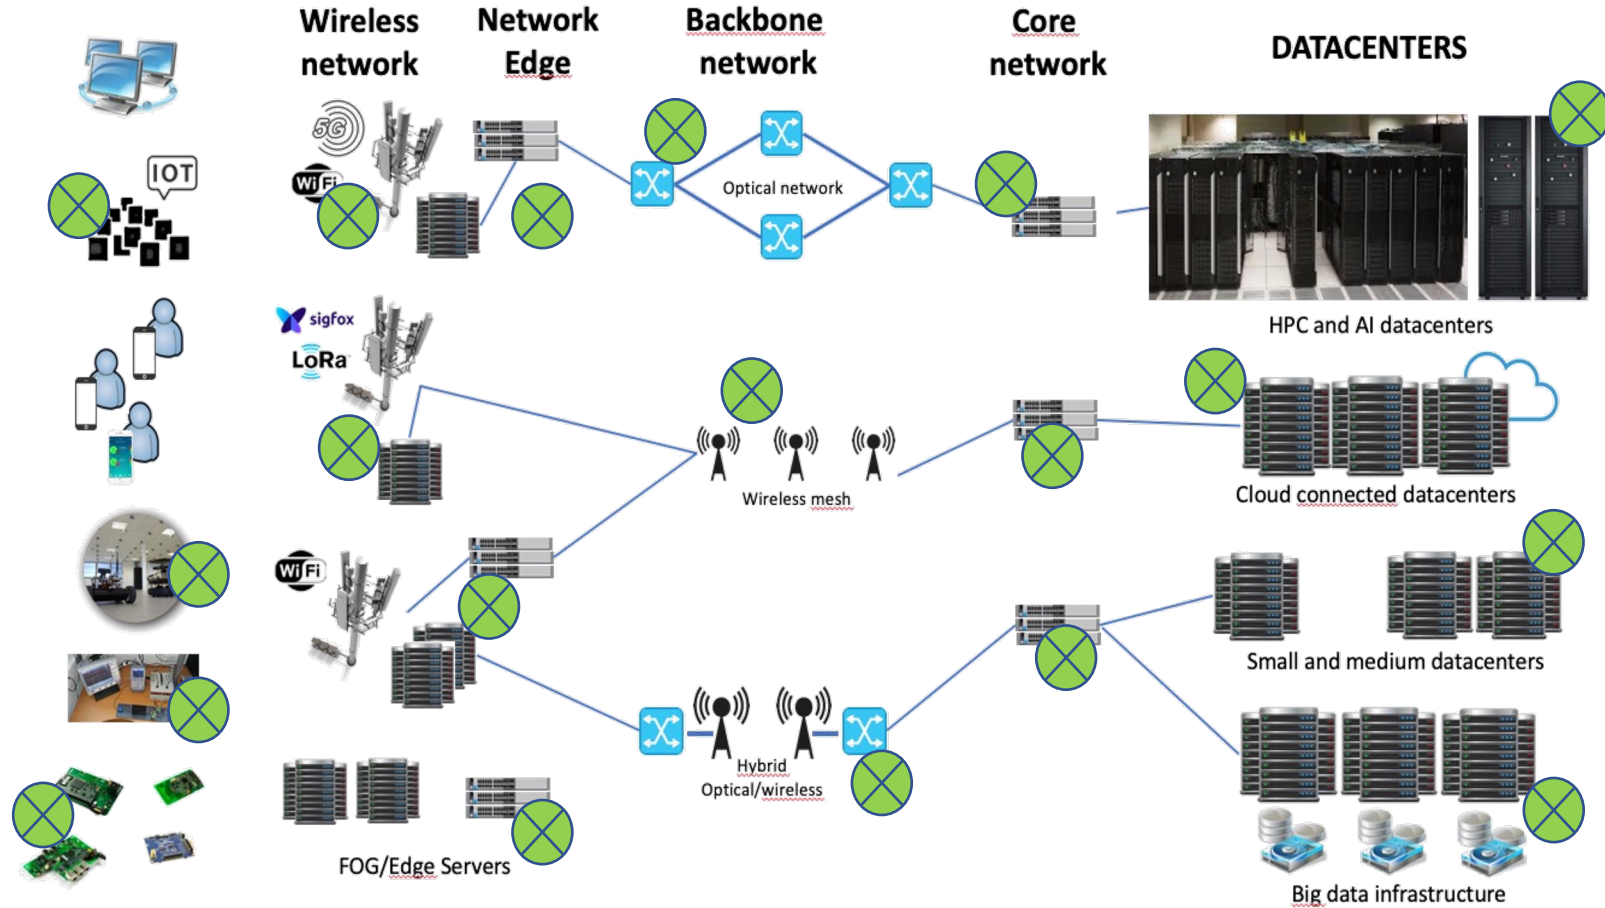 Wireless
network
Network
Edge
Backbone
network
Core
network
DATACENTERS
5G
WiFi
IOT
Optical network
HPC and AI datacenters
sigfox
LoRa
Wireless mesh
Cloud connected datacenters
WiFi
Small and medium datacenters
Hybrid
Optical/wireless
FOG/Edge Servers
Big data infrastructure